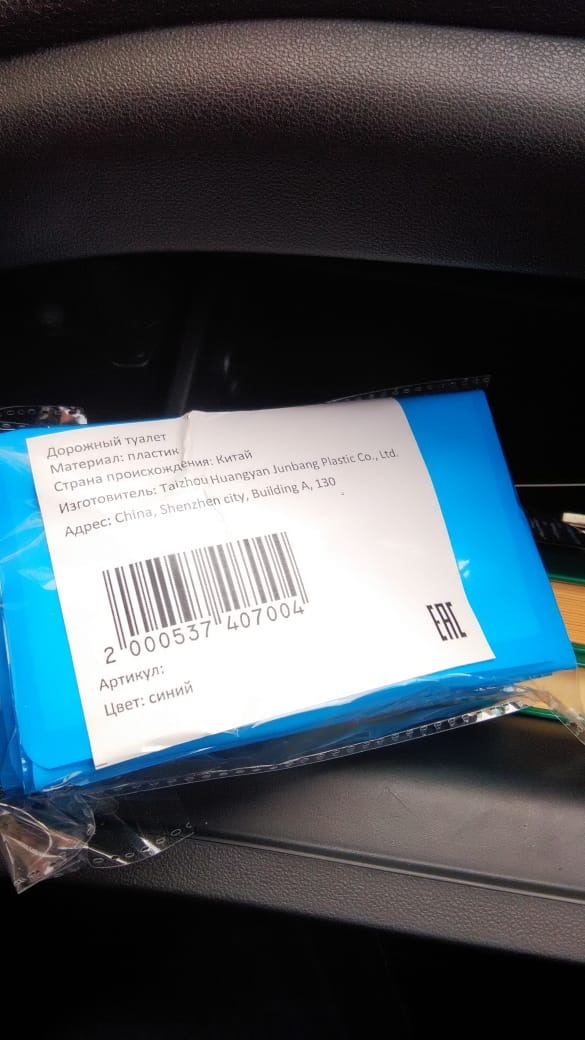 Дорожный туалет
Материал: пластик
Страна происхождения: Китай
Изготовитель: Taizhou Huangyan Junbang Plastic Co., Ltd.
Адрес: China, Shenzhen city, Building A, 130
2 000537 407004
EAC
Артикул:
Цвет: синий